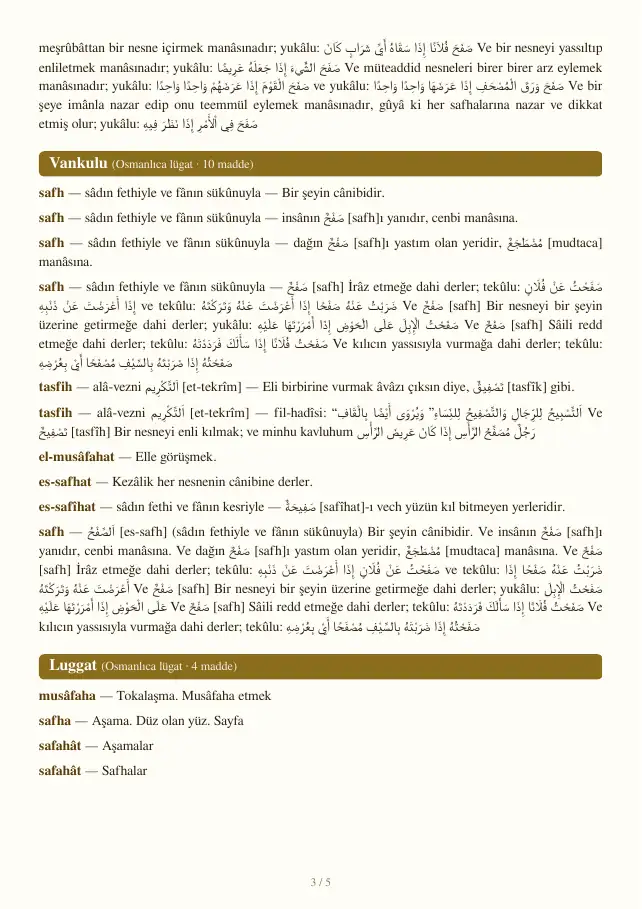 meşrûbâttan bir nesne içirmek manâsınadır; yukâlu: صَفَحَ فُلَانًا إِذَا سَقَاهُ أَيَّ شَرَابٍ كَانَ Ve bir nesneyi yassıltıp
enliletmek manâsınadır; yukâlu: صَفَحَ الشَّيْءَ إِذَا جَعَلَهُ عَرِيضًا Ve müteaddid nesneleri birer birer arz eylemek
manâsınadır; yukâlu: صَفَحَ الْقَوْمَ إِذَا عَرَضَهُمْ وَاحِدًا وَاحِدًا ve yukâlu: صَفَحَ وَرَقَ الْمُصْحَفِ إِذَا عَرَضَهَا وَاحِدًا وَاحِدًا Ve bir
şeye imânla nazar edip onu teemmül eylemek manâsınadır, gûyâ ki her safhalarına nazar ve dikkat
etmiş olur; yukâlu: صَفَحَ فِي الْأَمْرِ إِذَا نَظَرَ فِيهِ
Vankulu (Osmanlıca lügat · 10 madde)
safh — sâdın fethiyle ve fânın sükûnuyla — Bir şeyin cânibidir.
safh — sâdın fethiyle ve fânın sükûnuyla — insânın صَفْحٌ [safh]ı yanıdır, cenbi manâsına.
safh — sâdın fethiyle ve fânın sükûnuyla — dağın صَفْحٌ [safh]ı yastım olan yeridir, مُضْطَجَعٌ [mudtaca]
manâsına.
safh — sâdın fethiyle ve fânın sükûnuyla — صَفْحٌ [safh] İrâz etmeğe dahi derler; tekûlu: صَفَحْتُ عَنْ فُلَانٍ
إِذَا أَعْرَضْتَ عَنْ ذَنْبِهِ ve tekûlu: ضَرَبْتُ عَنْهُ صَفْحًا إِذَا أَعْرَضْتَ عَنْهُ وَتَرَكْتَهُ Ve صَفْحٌ [safh] Bir nesneyi bir şeyin
üzerine getirmeğe dahi derler; yukâlu: صَفَحْتُ الْإِبِلَ عَلَى الْحَوْضِ إِذَا أَمْرَرْتَهَا عَلَيْهِ Ve صَفْحٌ [safh] Sâili redd
etmeğe dahi derler; tekûlu: صَفَحْتُ فُلَانًا إِذَا سَأَلَكَ فَرَدَدْتَهُ Ve kılıcın yassısıyla vurmağa dahi derler; tekûlu:
صَفَحْتُهُ إِذَا ضَرَبْتَهُ بِالسَّيْفِ مُصْفَحًا أَيْ بِعُرْضِهِ
tasfih — alâ-vezni اَلتَّكْرِيم [et-tekrîm] — Eli birbirine vurmak âvâzı çıksın diye, تَصْفِيقٌ [tasfîk] gibi.
tasfih — alâ-vezni اَلتَّكْرِيم [et-tekrîm] — fil-hadîsi: “اَلتَّسْبِيحُ لِلرِّجَالِ وَالتَّصْفِيحُ لِلنِّسَاءِ” وَيُرْوَى أَيْضًا بِالْقَافِ Ve
تَصْفِيحٌ [tasfîh] Bir nesneyi enli kılmak; ve minhu kavluhum رَجُلٌ مُصَفَّحُ الرَّأْسِ إِذَا كَانَ عَرِيضَ الرَّأْسِ
el-musâfahat — Elle görüşmek.
es-safhat — Kezâlik her nesnenin cânibine derler.
es-safîhat — sâdın fethi ve fânın kesriyle — صَفِيحَةٌ [safîhat]-ı vech yüzün kıl bitmeyen yerleridir.
safh — اَلصَّفْحُ [es-safh] (sâdın fethiyle ve fânın sükûnuyla) Bir şeyin cânibidir. Ve insânın صَفْحٌ [safh]ı
yanıdır, cenbi manâsına. Ve dağın صَفْحٌ [safh]ı yastım olan yeridir, مُضْطَجَعٌ [mudtaca] manâsına. Ve صَفْحٌ
[safh] İrâz etmeğe dahi derler; tekûlu: صَفَحْتُ عَنْ فُلَانٍ إِذَا أَعْرَضْتَ عَنْ ذَنْبِهِ ve tekûlu: ضَرَبْتُ عَنْهُ صَفْحًا إِذَا
أَعْرَضْتَ عَنْهُ وَتَرَكْتَهُ Ve صَفْحٌ [safh] Bir nesneyi bir şeyin üzerine getirmeğe dahi derler; yukâlu: صَفَحْتُ الْإِبِلَ
عَلَى الْحَوْضِ إِذَا أَمْرَرْتَهَا عَلَيْهِ Ve صَفْحٌ [safh] Sâili redd etmeğe dahi derler; tekûlu: صَفَحْتُ فُلَانًا إِذَا سَأَلَكَ فَرَدَدْتَهُ Ve
kılıcın yassısıyla vurmağa dahi derler; tekûlu: صَفَحْتُهُ إِذَا ضَرَبْتَهُ بِالسَّيْفِ مُصْفَحًا أَيْ بِعُرْضِهِ
Luggat (Osmanlıca lügat · 4 madde)
musâfaha — Tokalaşma. Musâfaha etmek
safha — Aşama. Düz olan yüz. Sayfa
safahât — Aşamalar
safahât — Safhalar
3 / 5